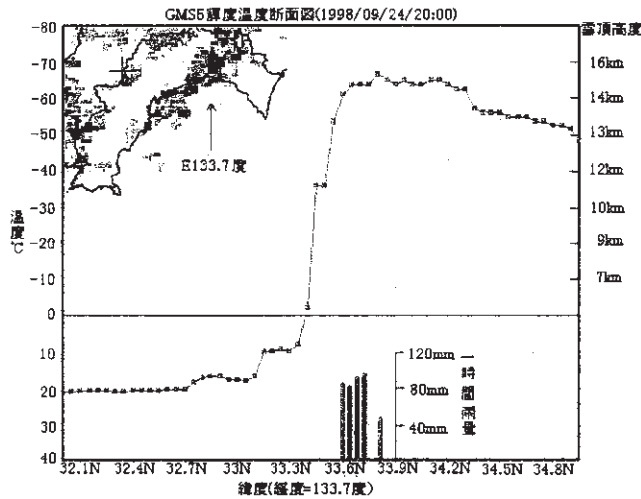 GMS5輝度温度断面図(1998/09/24/20:00)
雲頂高度
-80
-70
-60
-50
-40
-30
-20
-10
0
10
20
30
40
温度
℃
16km
14km
13km
12km
10km
9km
7km
E133.7度
120mm
80mm
40mm
一時間雨量
32.1N 32.4N 32.7N 33N 33.3N 33.6N 33.9N 34.2N 34.5N 34.8N
緯度(経度=133.7度)